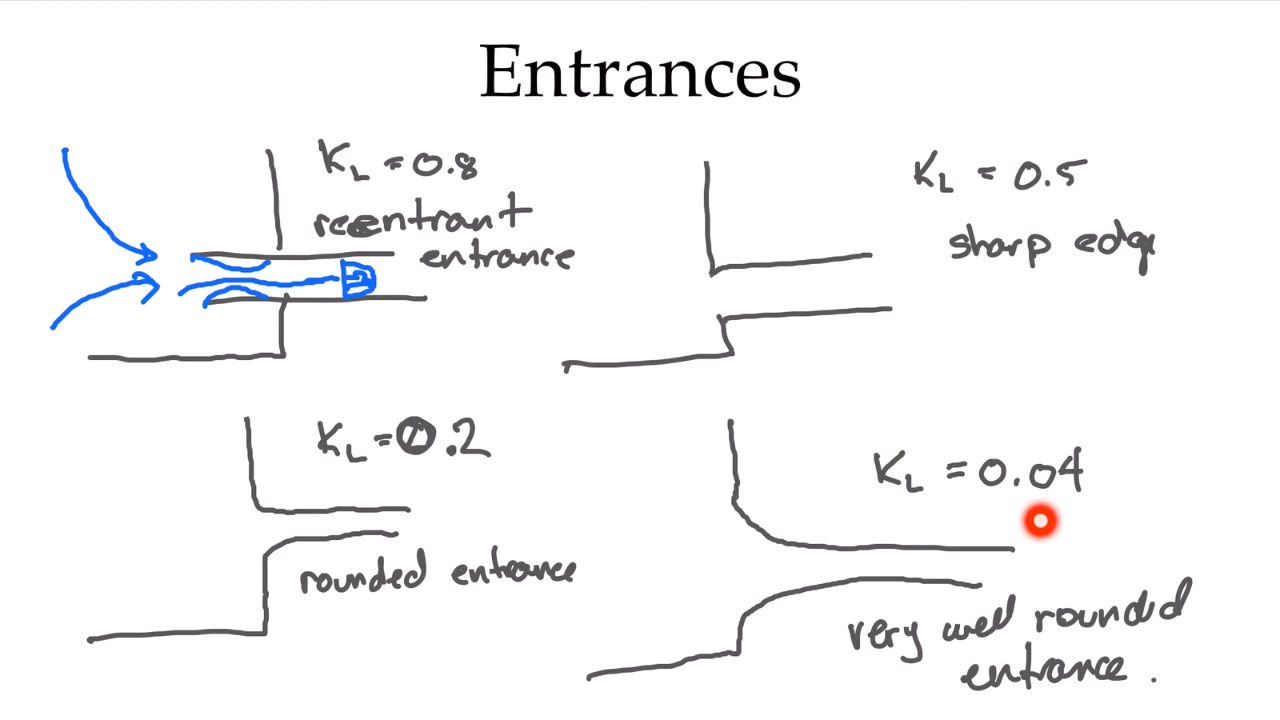 Entrances
K_L = 0.8
reentrant
entrance
K_L = 0.5
sharp edge
K_L = 0.2
rounded entrance
K_L = 0.04
very well rounded
entrance.